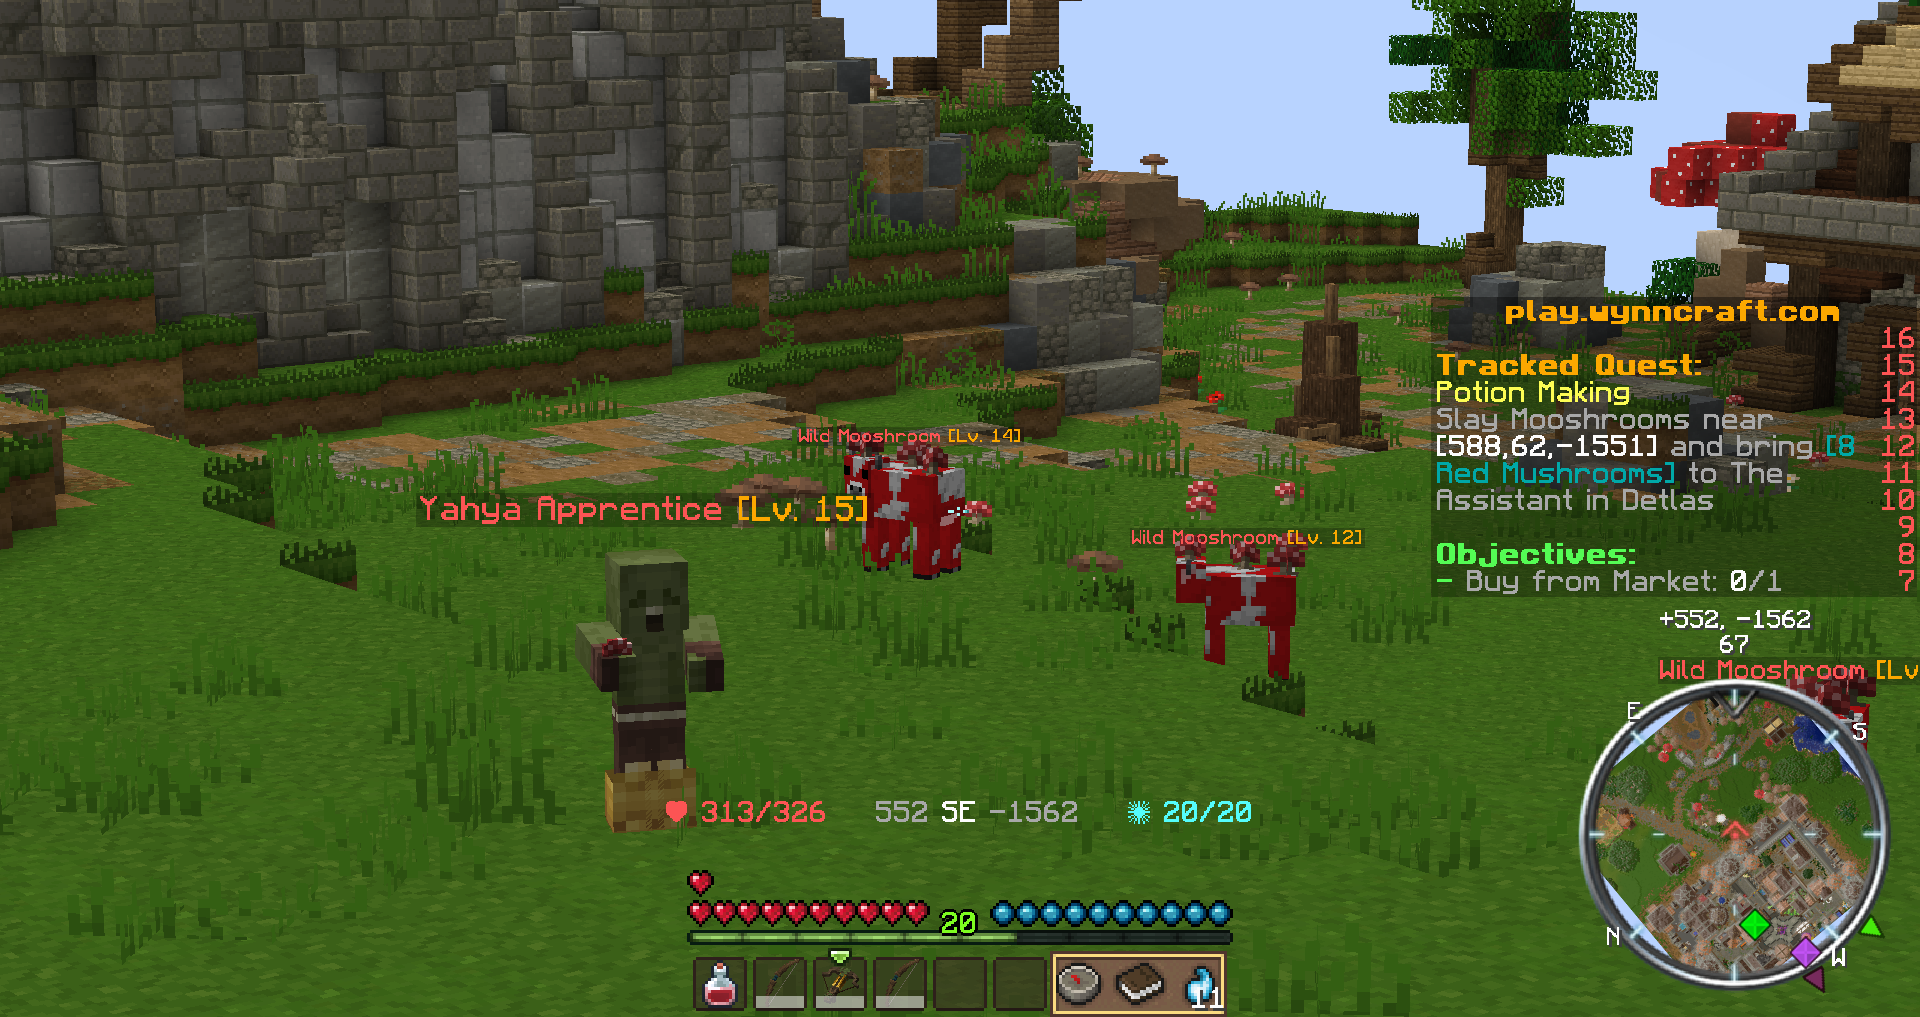 play.wynncraft.com
16
Tracked Quest: 15
Potion Making 14
Slay Mooshrooms near 13
[588,62,-1551] and bring [8 12
Red Mushrooms] to The 11
Assistant in Detlas 10
9
Objectives: 8
- Buy from Market: 0/1 7
Wild Mooshroom [Lv. 14]
Yahya Apprentice [Lv. 15]
Wild Mooshroom [Lv. 12]
+552, -1562
67
Wild Mooshroom [Lv
E
S
N
W
313/326 552 SE -1562 20/20
20
11